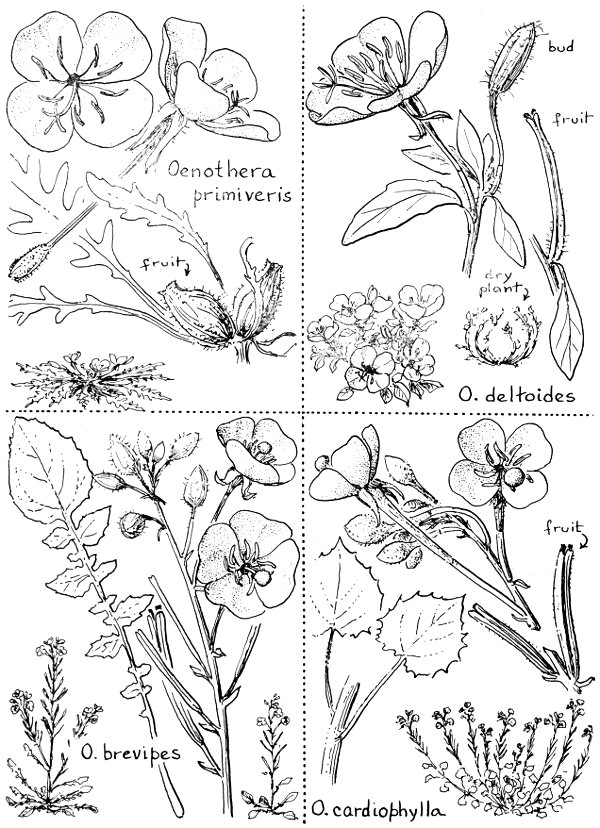 Oenothera
primiveris
fruit
bud
fruit
dry
plant
O. deltoides
O. brevipes
fruit
O. cardiophylla